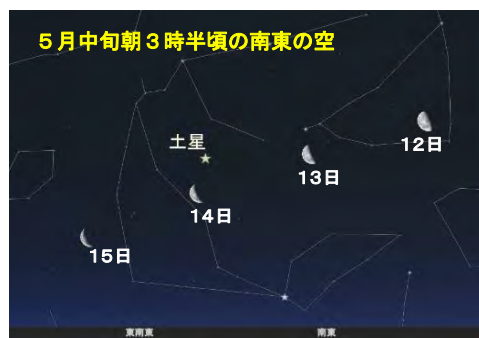 ５月中旬朝３時半頃の南東の空
12日
土星
13日
14日
15日
東南東
南東